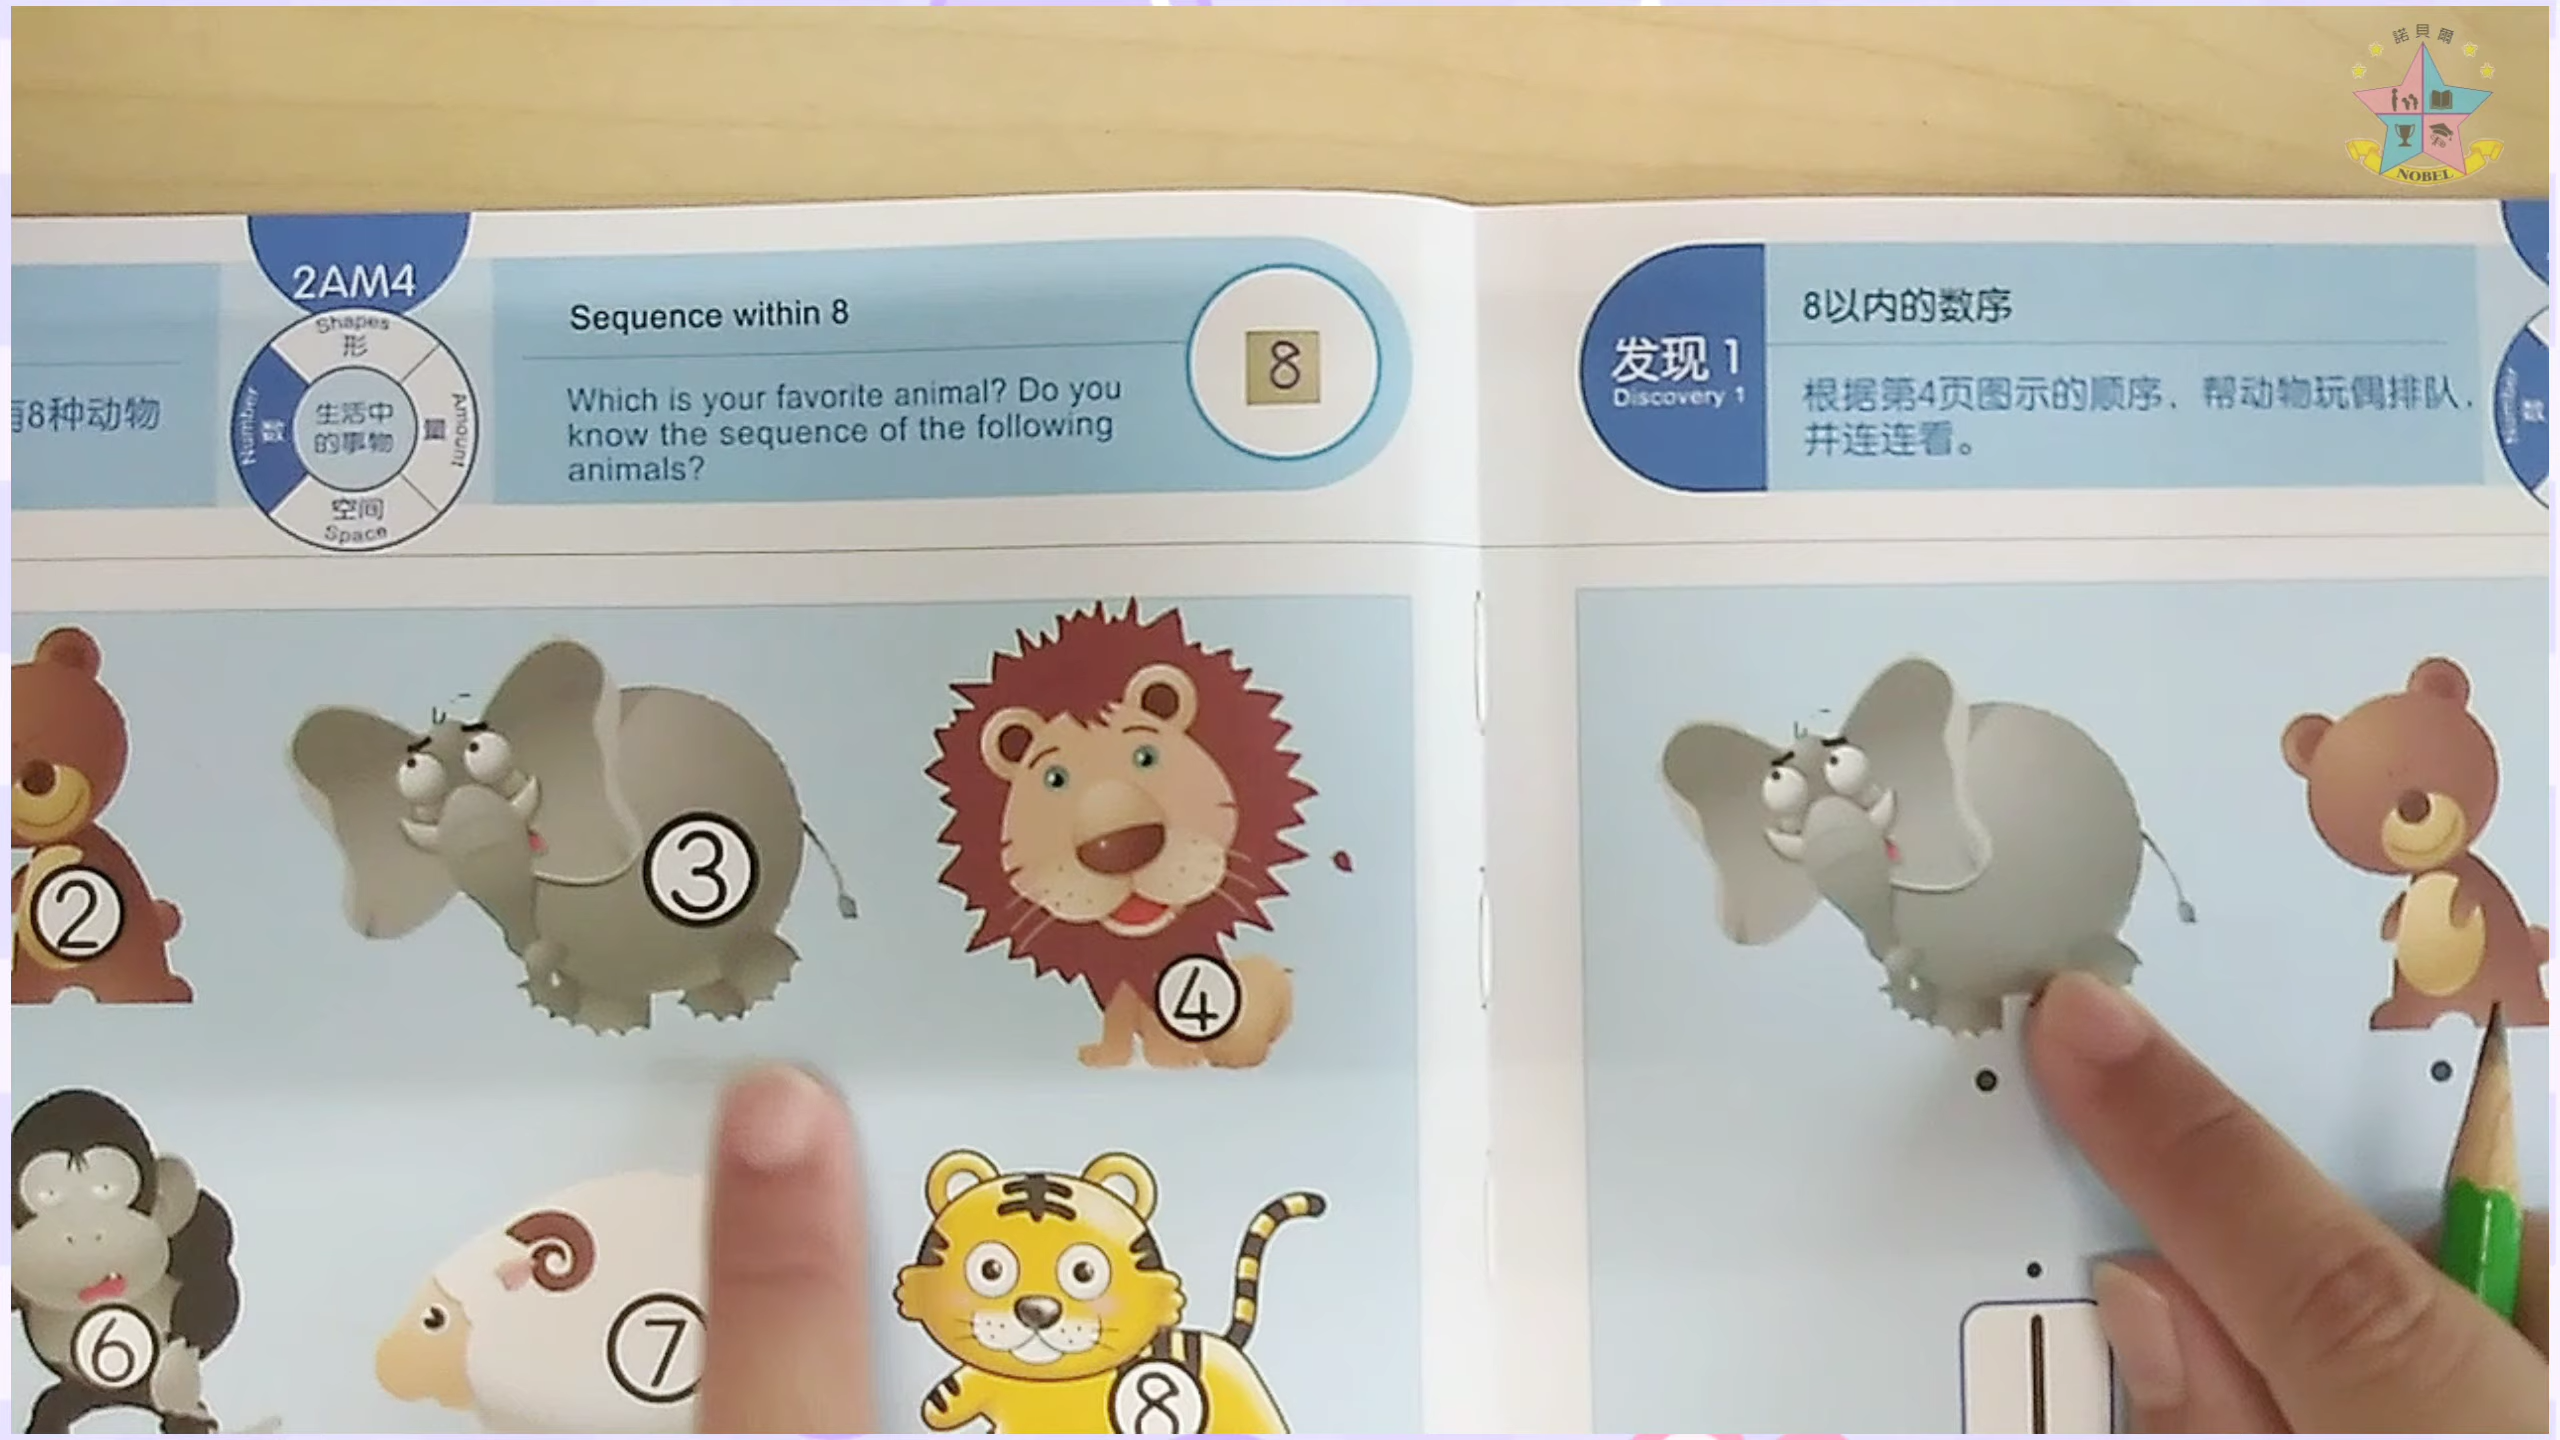 諾貝爾
NOBEL
有8种动物
2AM4
Shapes
形
Number
数
生活中
的事物
量
Amount
空间
Space
Sequence within 8
Which is your favorite animal? Do you
know the sequence of the following
animals?
8
发现 1
Discovery 1
8以内的数序
根据第4页图示的顺序，帮动物玩偶排队，
并连连看。
Number
数
2
3
4
6
7
8
1